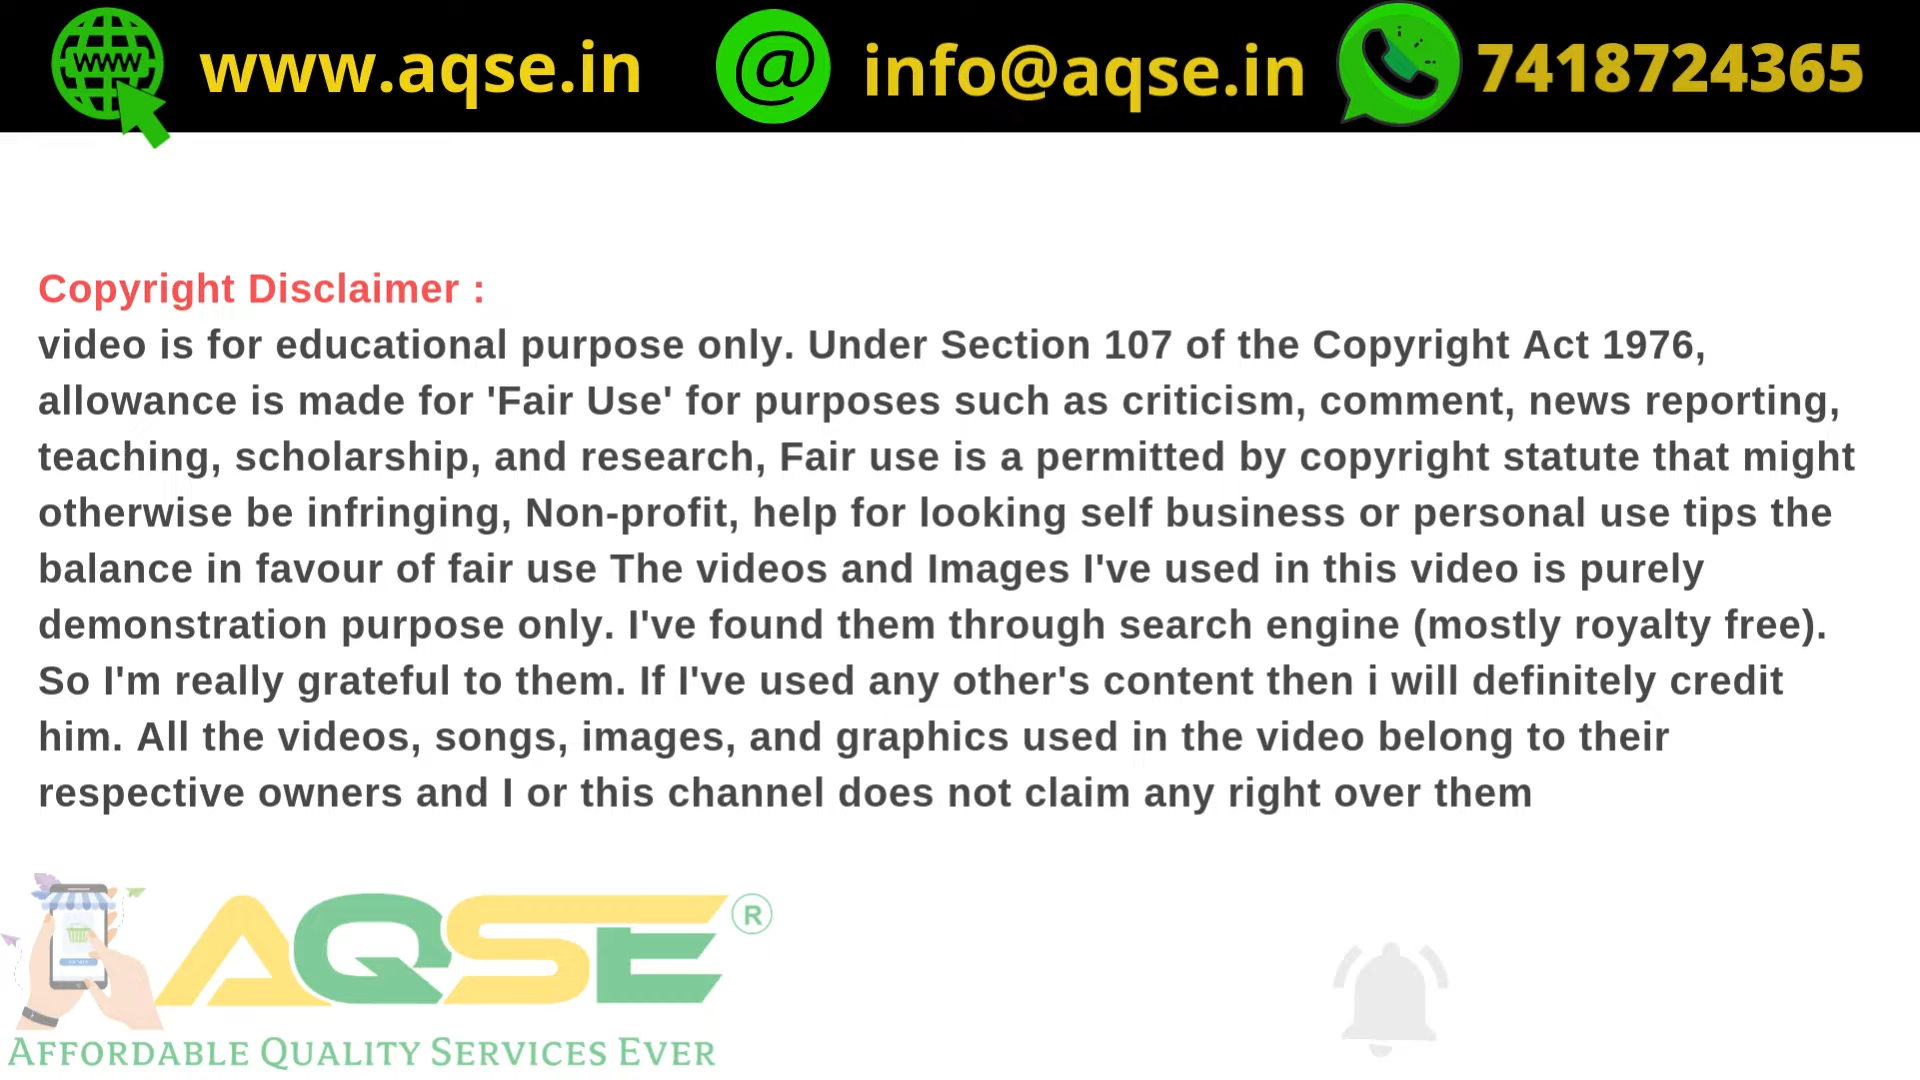 www.aqse.in
info@aqse.in
7418724365
Copyright Disclaimer :
video is for educational purpose only. Under Section 107 of the Copyright Act 1976,
allowance is made for 'Fair Use' for purposes such as criticism, comment, news reporting,
teaching, scholarship, and research, Fair use is a permitted by copyright statute that might
otherwise be infringing, Non-profit, help for looking self business or personal use tips the
balance in favour of fair use The videos and Images I've used in this video is purely
demonstration purpose only. I've found them through search engine (mostly royalty free).
So I'm really grateful to them. If I've used any other's content then i will definitely credit
him. All the videos, songs, images, and graphics used in the video belong to their
respective owners and I or this channel does not claim any right over them
AQSE ®
AFFORDABLE QUALITY SERVICES EVER
WWW
@